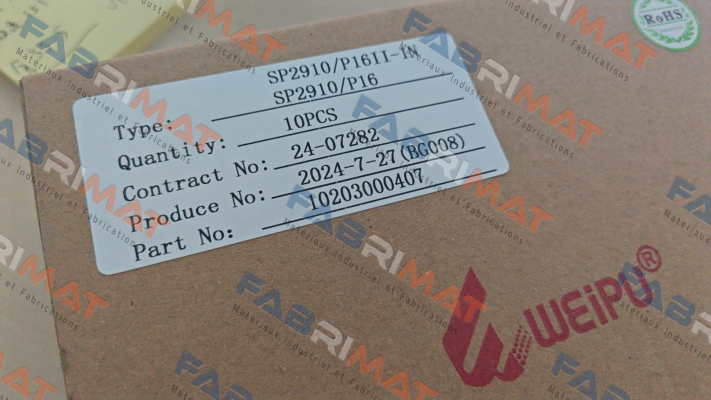 SP2910/P16II-1N
SP2910/P16
Type:
Quantity: 10PCS
Contract No: 24-07282
Produce No: 2024-7-27(BG008)
Part No: 10203000407
RoHS
WEIPU®
FABRIMAT
Matériaux Industriel et Fabrications